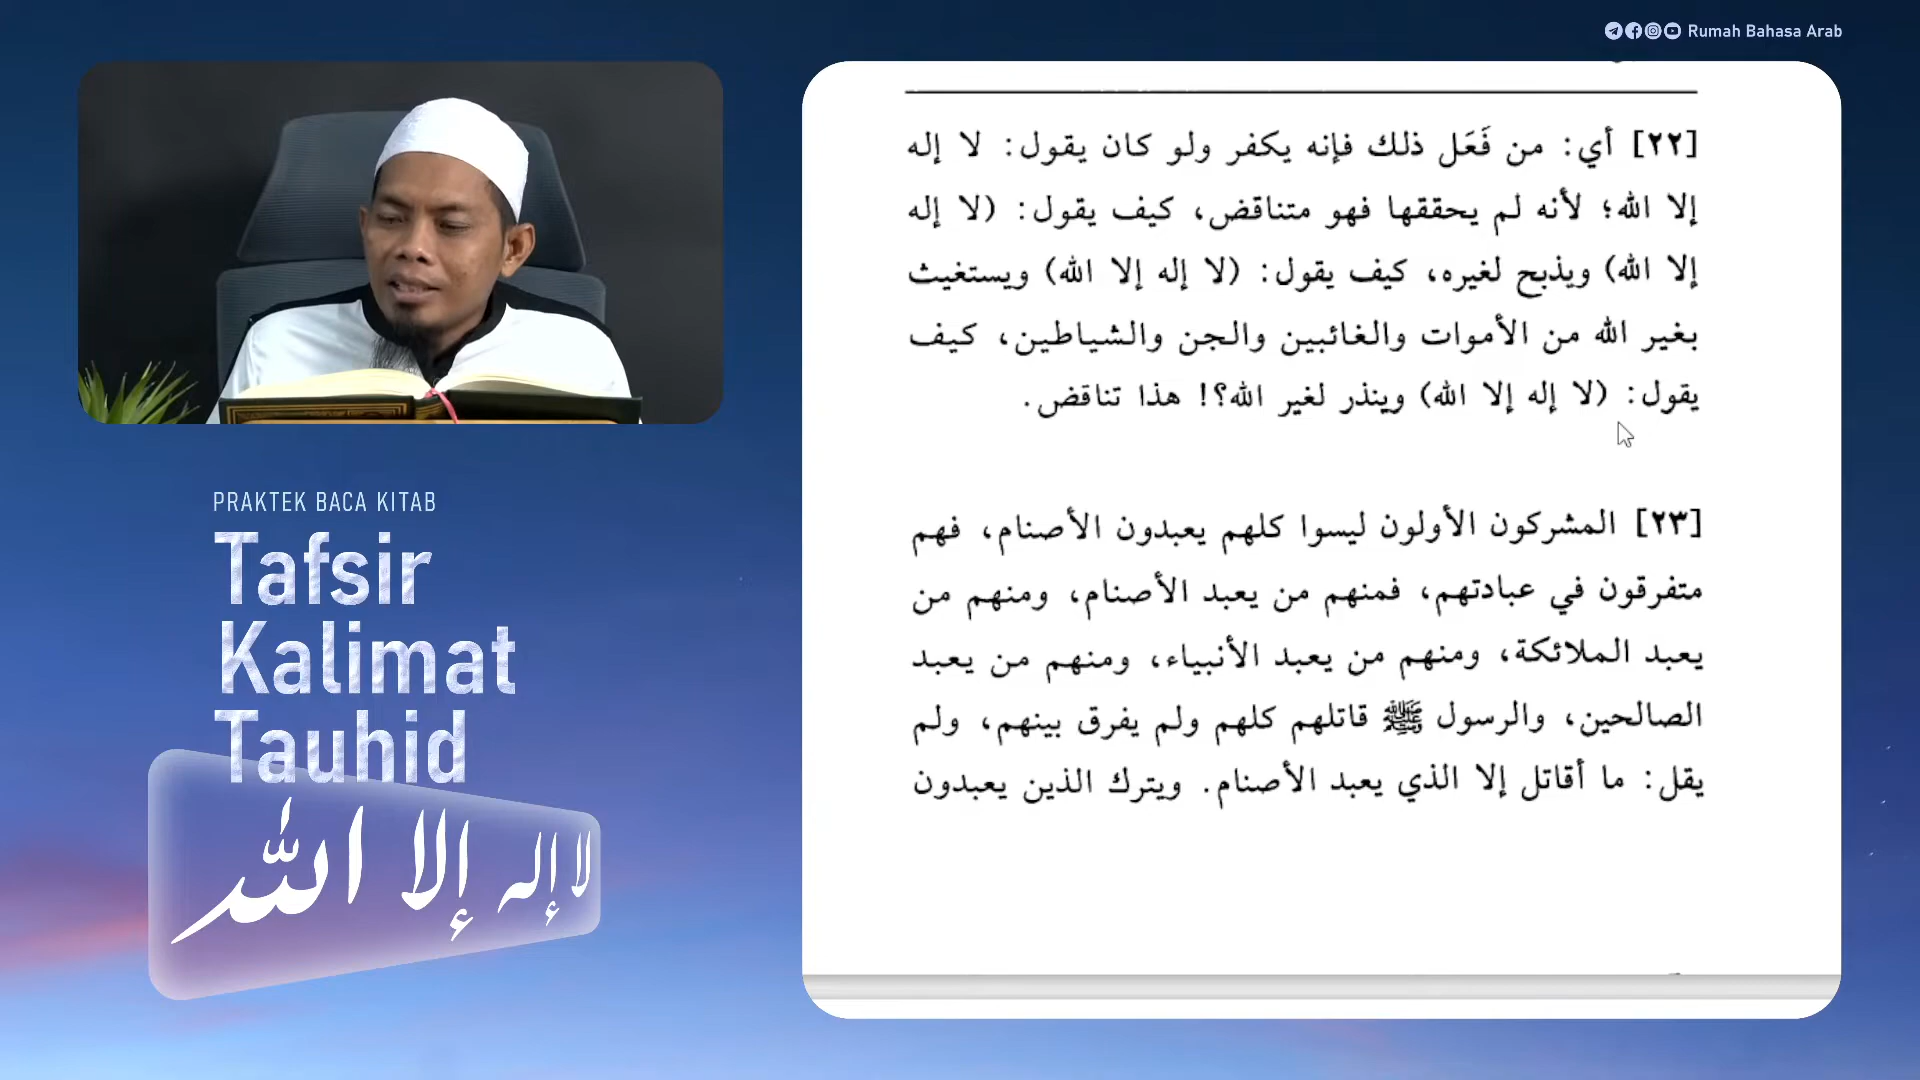 Rumah Bahasa Arab
PRAKTEK BACA KITAB
Tafsir
Kalimat
Tauhid
لا إله إلا الله
[٢٢] أي: من فَعَل ذلك فإنه يكفر ولو كان يقول: لا إله
إلا الله؛ لأنه لم يحققها فهو متناقض، كيف يقول: (لا إله
إلا الله) ويذبح لغيره، كيف يقول: (لا إله إلا الله) ويستغيث
بغير الله من الأموات والغائبين والجن والشياطين، كيف
يقول: (لا إله إلا الله) وينذر لغير الله؟! هذا تناقض.
[٢٣] المشركون الأولون ليسوا كلهم يعبدون الأصنام، فهم
متفرقون في عبادتهم، فمنهم من يعبد الأصنام، ومنهم من
يعبد الملائكة، ومنهم من يعبد الأنبياء، ومنهم من يعبد
الصالحين، والرسول ﷺ قاتلهم كلهم ولم يفرق بينهم، ولم
يقل: ما أقاتل إلا الذي يعبد الأصنام. ويترك الذين يعبدون